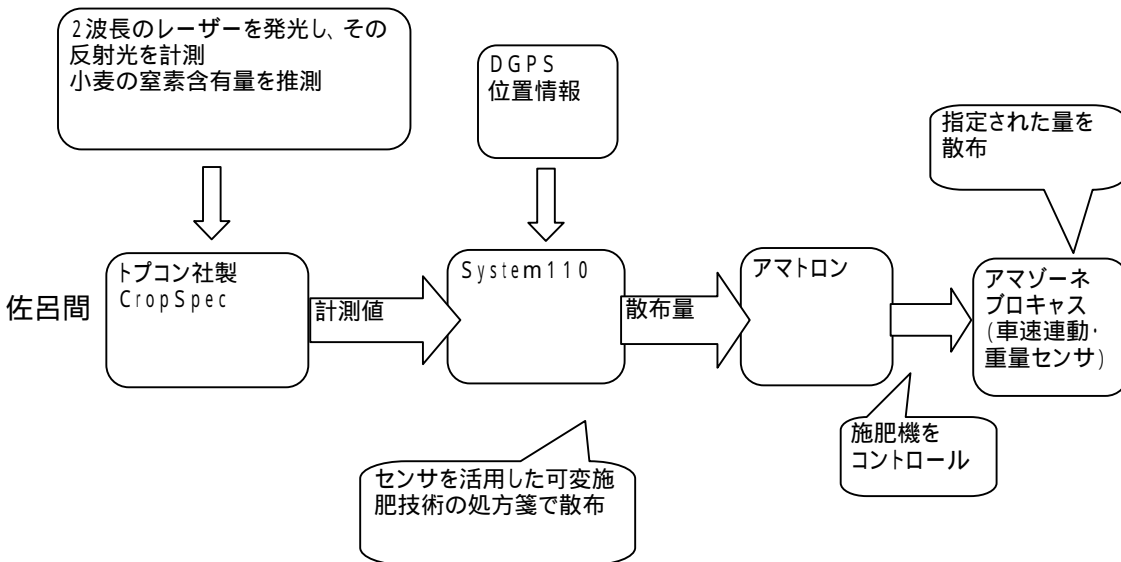 2波長のレーザーを発光し、その
反射光を計測
小麦の窒素含有量を推測
DGPS
位置情報
指定された量を
散布
佐呂間
トプコン社製
CropSpec
計測値
System110
散布量
アマトロン
アマゾーネ
ブロキャス
(車速連動・
重量センサ)
センサを活用した可変施
肥技術の処方箋で散布
施肥機を
コントロール